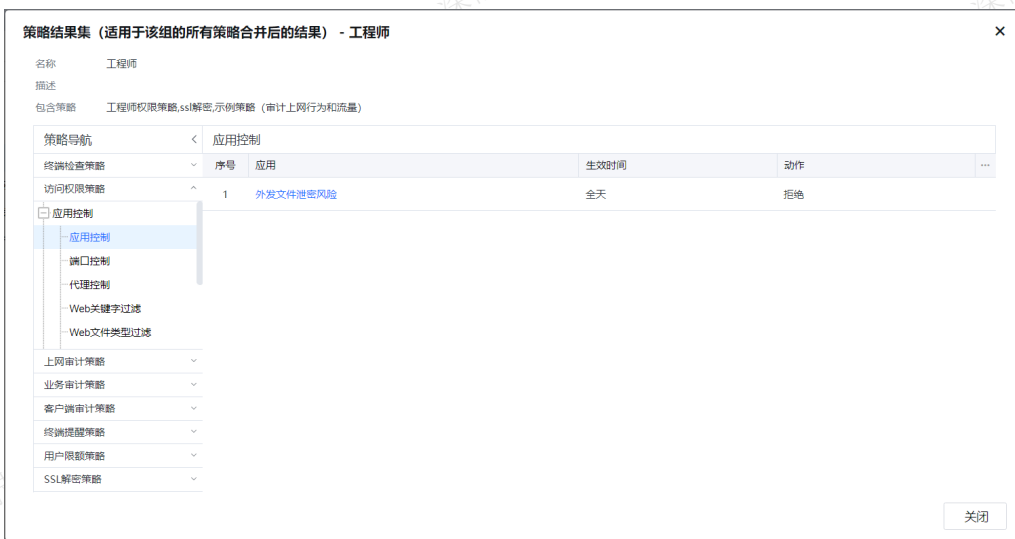 策略结果集（适用于该组的所有策略合并后的结果） - 工程师
名称 工程师
描述
包含策略 工程师权限策略,ssl解密,示例策略（审计上网行为和流量）
策略导航 应用控制
终端检查策略 序号 应用 生效时间 动作
访问权限策略 1 外发文件泄密风险 全天 拒绝
应用控制
应用控制
端口控制
代理控制
Web关键字过滤
Web文件类型过滤
上网审计策略
业务审计策略
客户端审计策略
终端提醒策略
用户限额策略
SSL解密策略
关闭